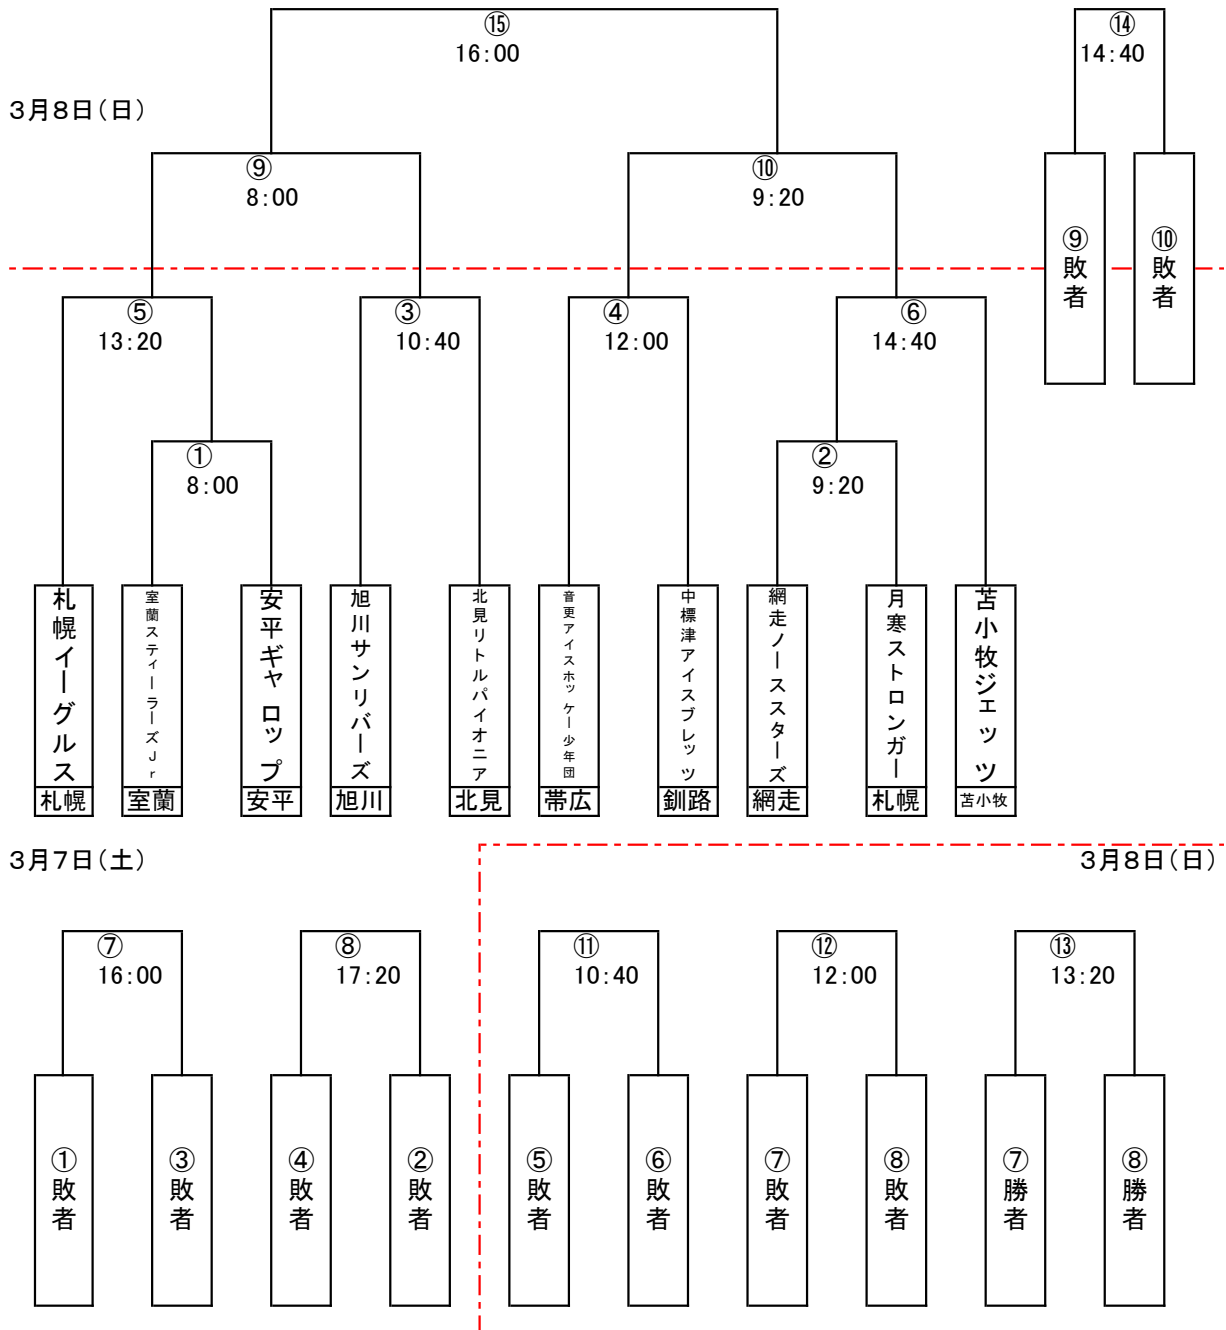 ⑮
16:00
⑭
14:40
3月8日(日)
⑨
8:00
⑩
9:20
⑨敗者
⑩敗者
⑤
13:20
③
10:40
④
12:00
⑥
14:40
①
8:00
②
9:20
札幌イーグルス
室蘭スティーラーズJr
安平ギャロップ
旭川サンリバーズ
北見リトルパイオニア
音更アイスホッケー少年団
中標津アイスブレッツ
網走ノーススターズ
月寒ストロンガー
苫小牧ジェッツ
札幌
室蘭
安平
旭川
北見
帯広
釧路
網走
札幌
苫小牧
3月7日(土)
3月8日(日)
⑦
16:00
⑧
17:20
⑪
10:40
⑫
12:00
⑬
13:20
①敗者
③敗者
④敗者
②敗者
⑤敗者
⑥敗者
⑦敗者
⑧敗者
⑦勝者
⑧勝者